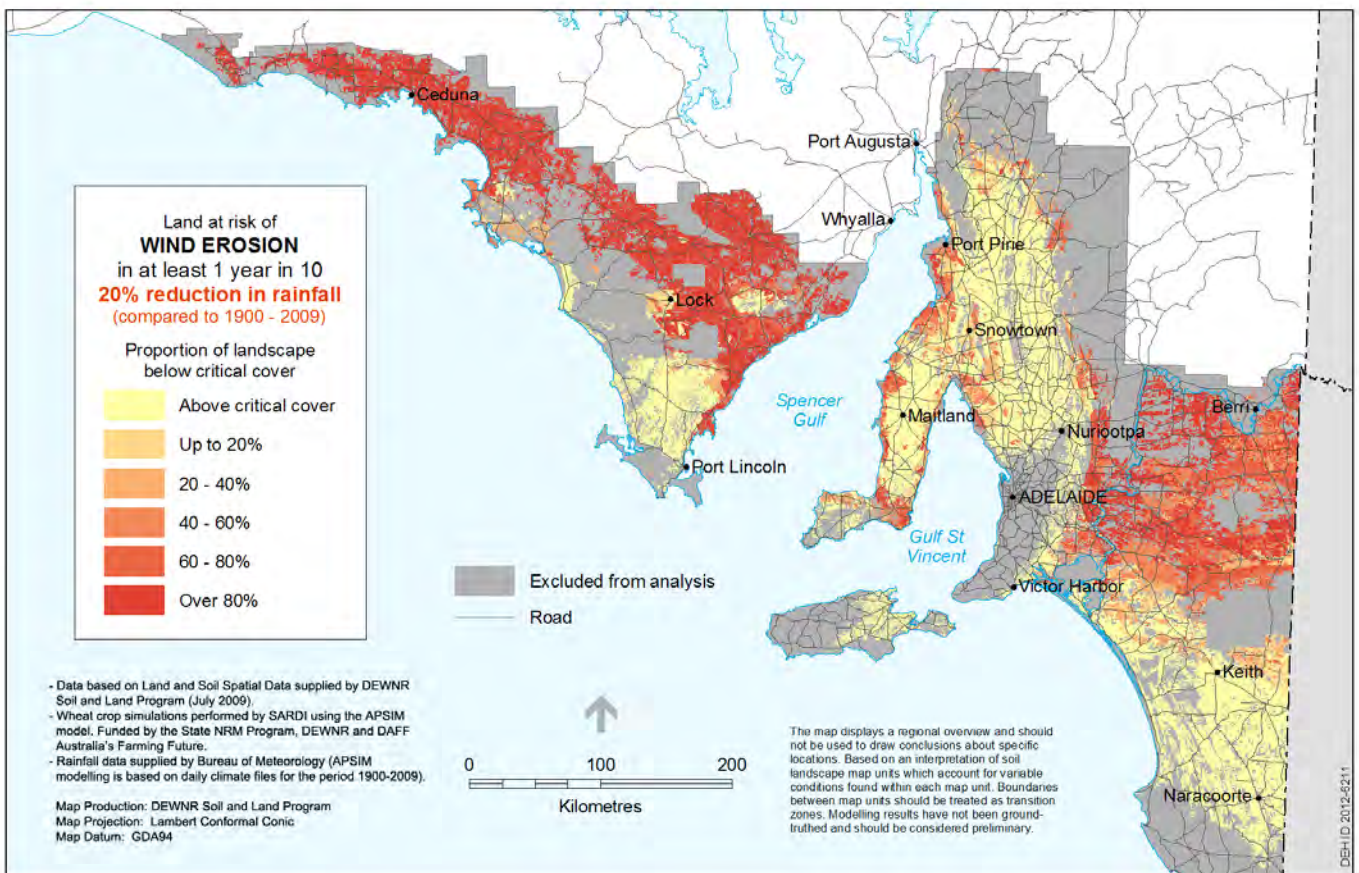 Ceduna
Port Augusta
Whyalla
Port Pirie
Lock
Snowtown
Spencer
Gulf
Maitland
Berri
Nuriootpa
Port Lincoln
ADELAIDE
Gulf St
Vincent
Victor Harbor
Keith
Naracoorte
Land at risk of
WIND EROSION
in at least 1 year in 10
20% reduction in rainfall
(compared to 1900 - 2009)
Proportion of landscape
below critical cover
Above critical cover
Up to 20%
20 - 40%
40 - 60%
60 - 80%
Over 80%
Excluded from analysis
Road
- Data based on Land and Soil Spatial Data supplied by DEWNR
Soil and Land Program (July 2009).
- Wheat crop simulations performed by SARDI using the APSIM
model. Funded by the State NRM Program, DEWNR and DAFF
Australia's Farming Future.
- Rainfall data supplied by Bureau of Meteorology (APSIM
modelling is based on daily climate files for the period 1900-2009).
Map Production: DEWNR Soil and Land Program
Map Projection: Lambert Conformal Conic
Map Datum: GDA94
0 100 200
Kilometres
The map displays a regional overview and should
not be used to draw conclusions about specific
locations. Based on an interpretation of soil
landscape map units which account for variable
conditions found within each map unit. Boundaries
between map units should be treated as transition
zones. Modelling results have not been ground-
truthed and should be considered preliminary.
DEH ID 2012-6211